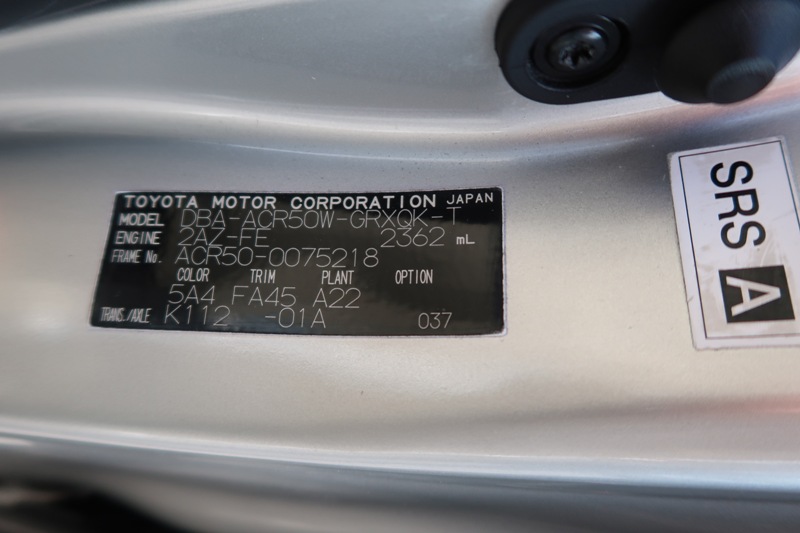 TOYOTA MOTOR CORPORATION JAPAN
MODEL DBA-ACR50W-GRXQK-T
ENGINE 2AZ-FE 2362 mL
FRAME No. ACR50-0075218
COLOR TRIM PLANT OPTION
5A4 FA45 A22
TRANS./AXLE K112 -01A 037
SRS A